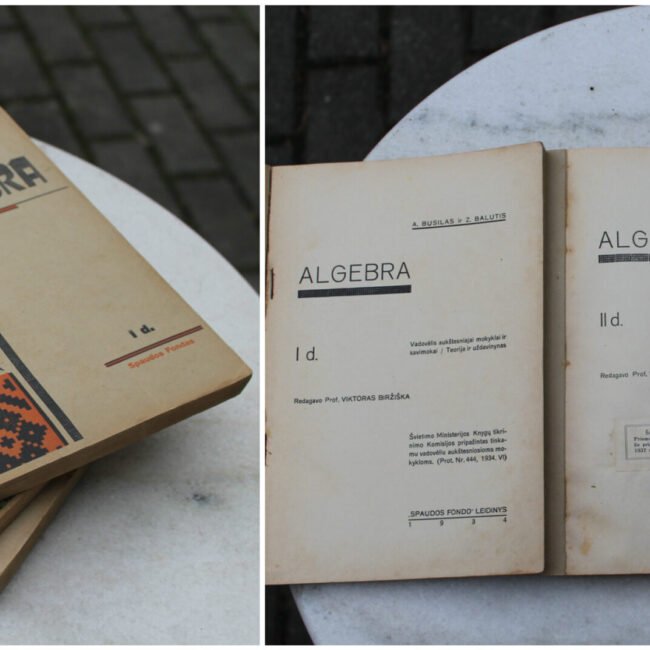 BRA
I d.
Spaudos Fondas
A. BUSILAS ir Z. BALUTIS
ALGEBRA
I d.
Vadovėlis aukštesniajai mokyklai ir
savimokai / Teorija ir uždavinynas
Redagavo Prof. VIKTORAS BIRŽIŠKA
Švietimo Ministerijos Knygų tikri-
nimo Komisijos pripažintas tinka-
mu vadovėliu aukštesniosioms mo-
kykloms. (Prot. Nr. 444, 1934. VI)
„SPAUDOS FONDO" LEIDINYS
1 9 3 4
ALG
II d.
Redagavo Prof.